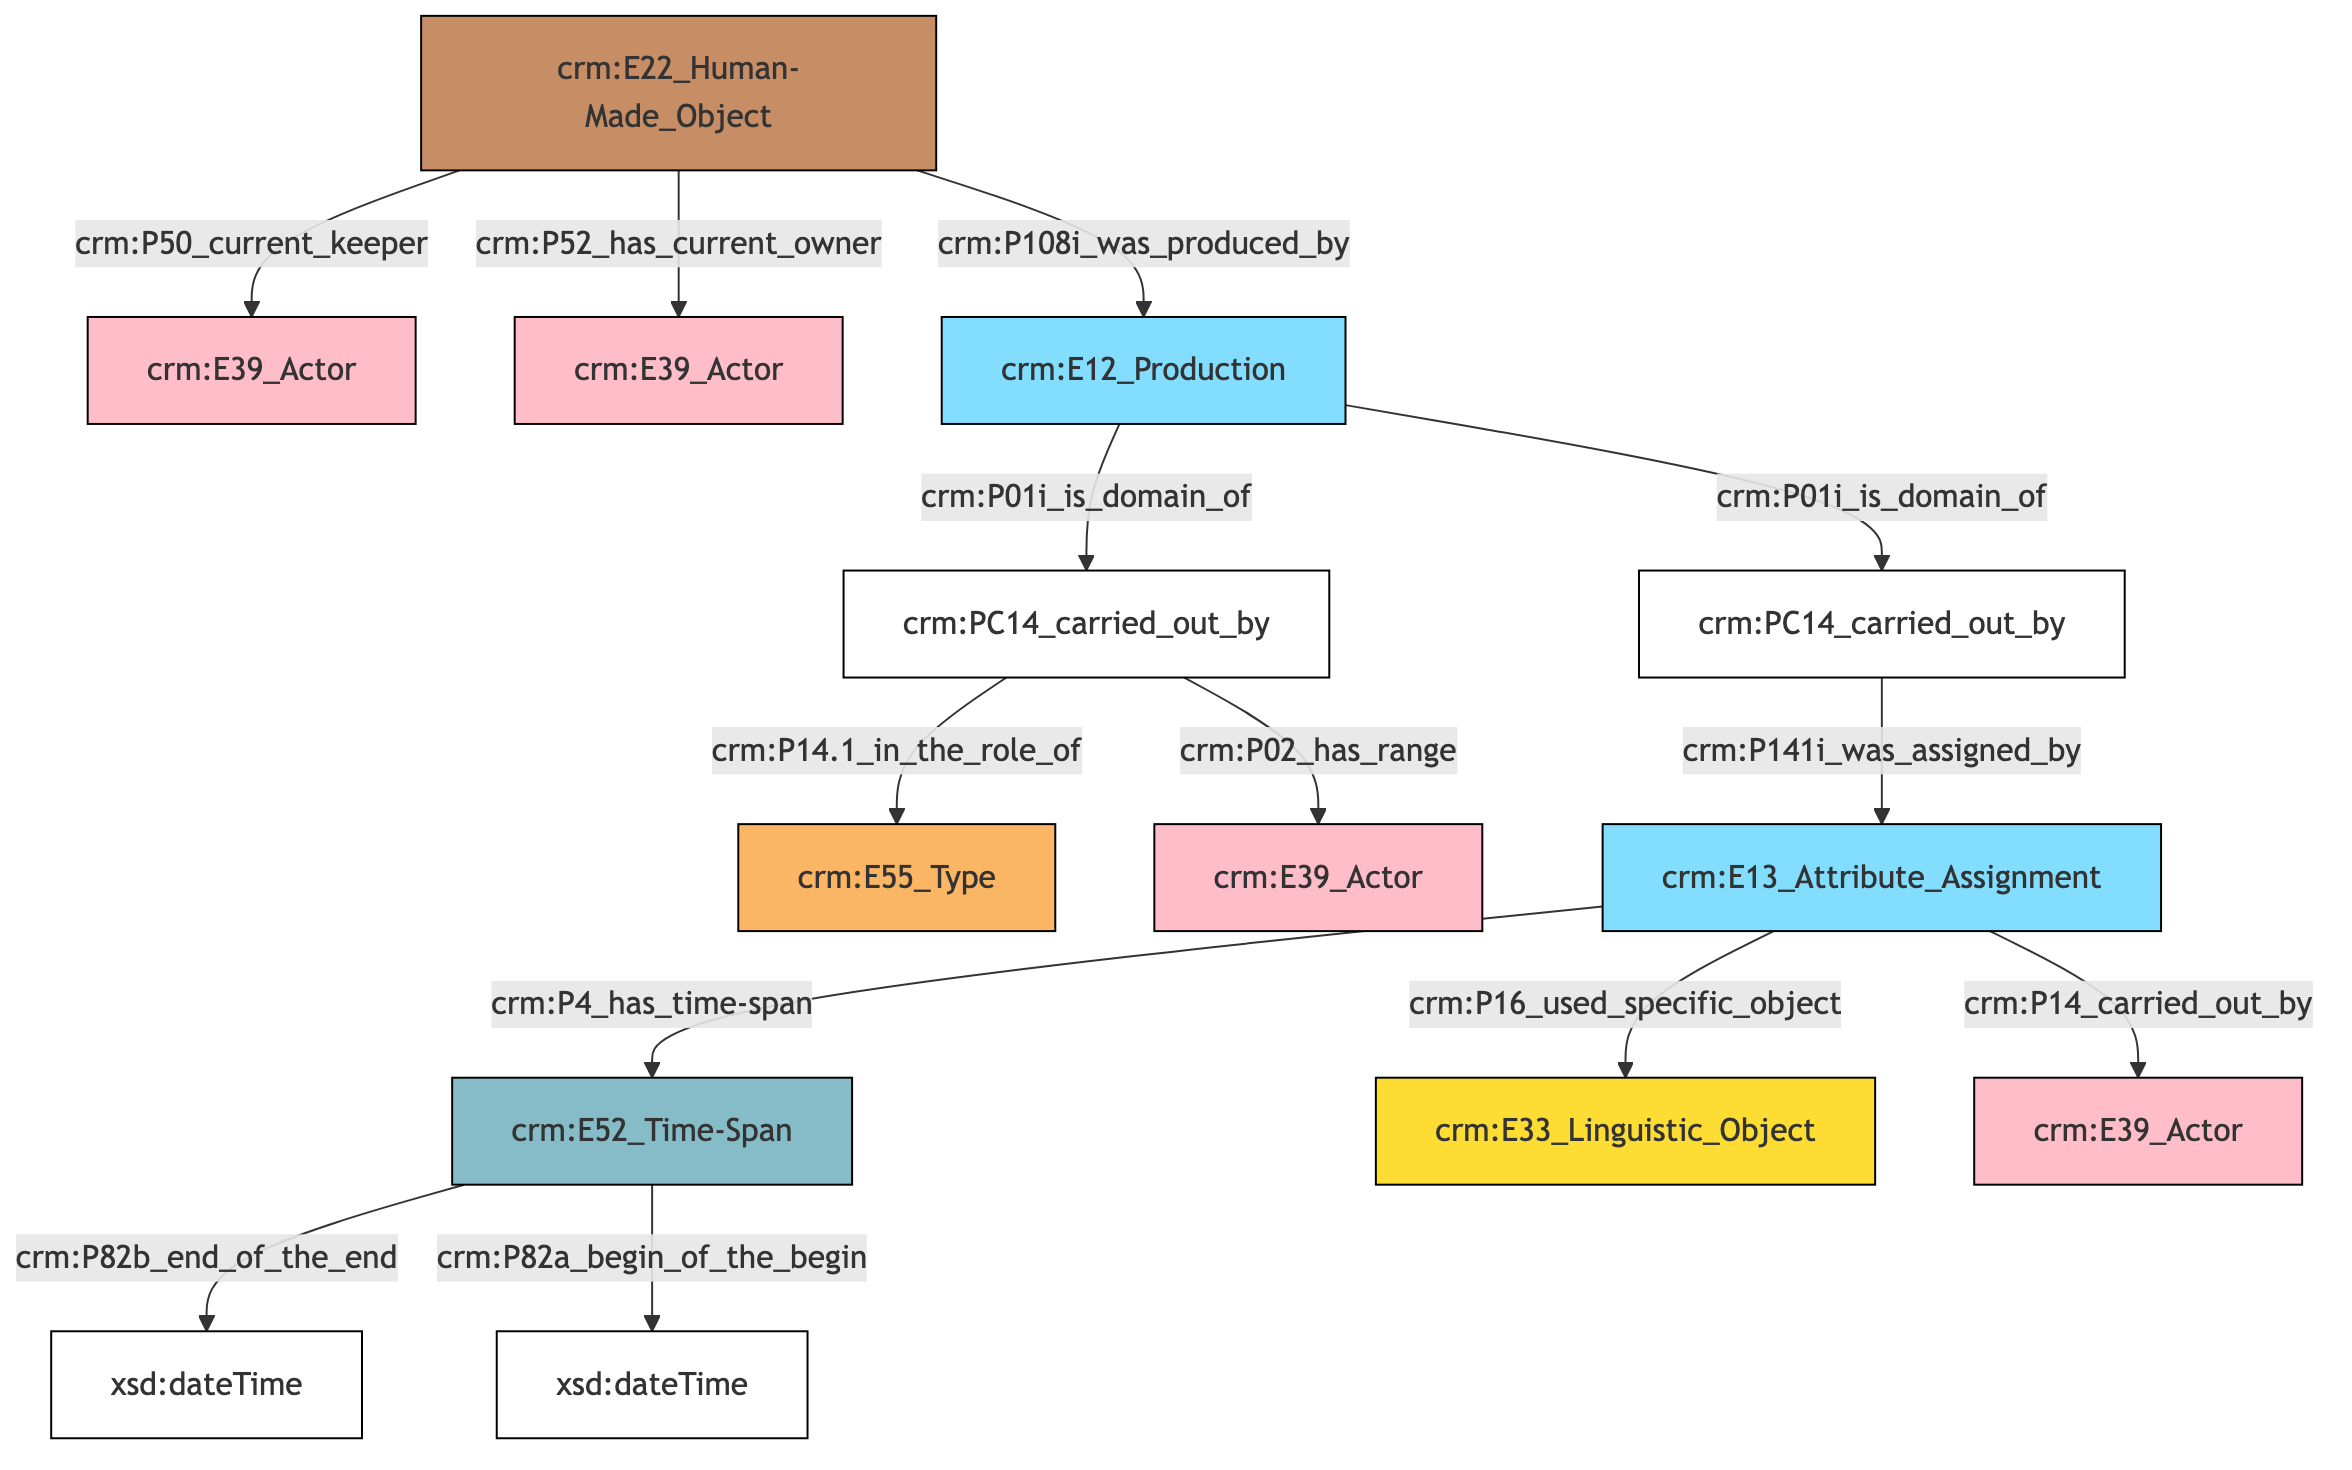 crm:E22_Human-
Made_Object
crm:P50_current_keeper
crm:P52_has_current_owner
crm:P108i_was_produced_by
crm:E39_Actor
crm:E39_Actor
crm:E12_Production
crm:P01i_is_domain_of
crm:P01i_is_domain_of
crm:PC14_carried_out_by
crm:PC14_carried_out_by
crm:P14.1_in_the_role_of
crm:P02_has_range
crm:P141i_was_assigned_by
crm:E55_Type
crm:E39_Actor
crm:E13_Attribute_Assignment
crm:P4_has_time-span
crm:P16_used_specific_object
crm:P14_carried_out_by
crm:E52_Time-Span
crm:E33_Linguistic_Object
crm:E39_Actor
crm:P82b_end_of_the_end
crm:P82a_begin_of_the_begin
xsd:dateTime
xsd:dateTime